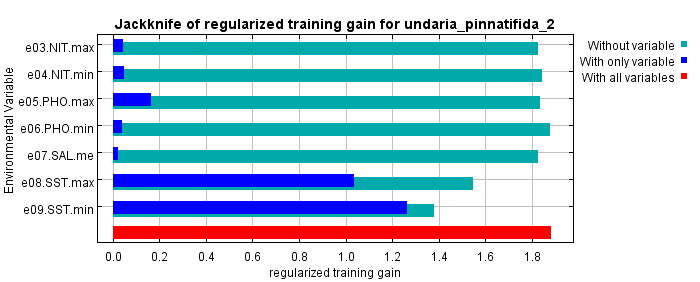 Jackknife of regularized training gain for undaria_pinnatifida_2
Environmental Variable
e03.NIT.max
e04.NIT.min
e05.PHO.max
e06.PHO.min
e07.SAL.me
e08.SST.max
e09.SST.min
0.0 0.2 0.4 0.6 0.8 1.0 1.2 1.4 1.6 1.8
regularized training gain
Without variable
With only variable
With all variables